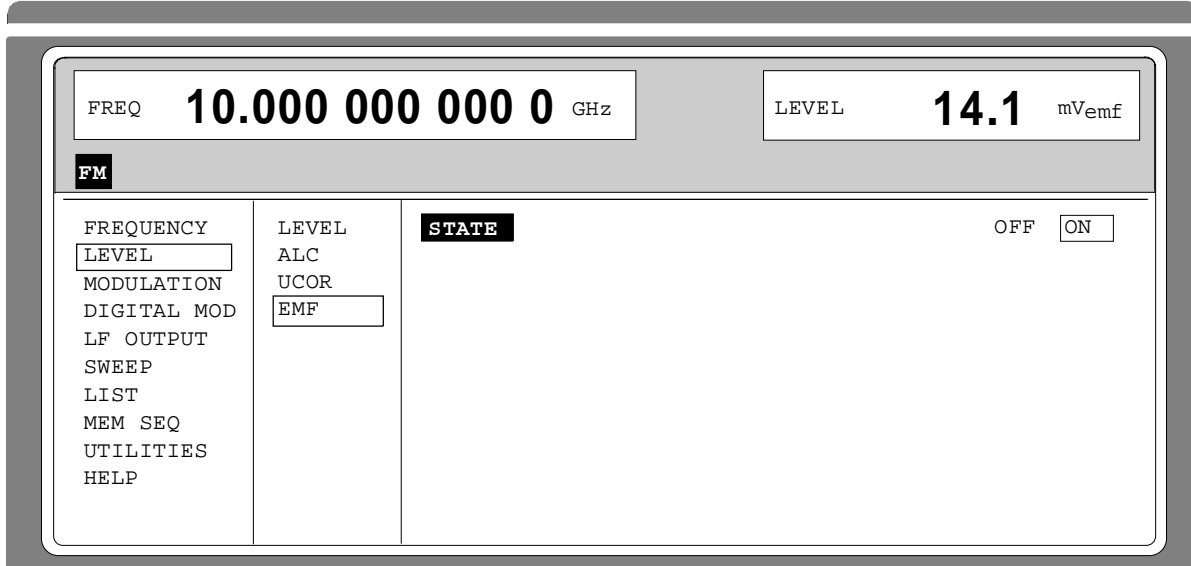 FREQ 10.000 000 000 0 GHz LEVEL 14.1 mVemf
FM
FREQUENCY
LEVEL
MODULATION
DIGITAL MOD
LF OUTPUT
SWEEP
LIST
MEM SEQ
UTILITIES
HELP
LEVEL
ALC
UCOR
EMF
STATE OFF ON